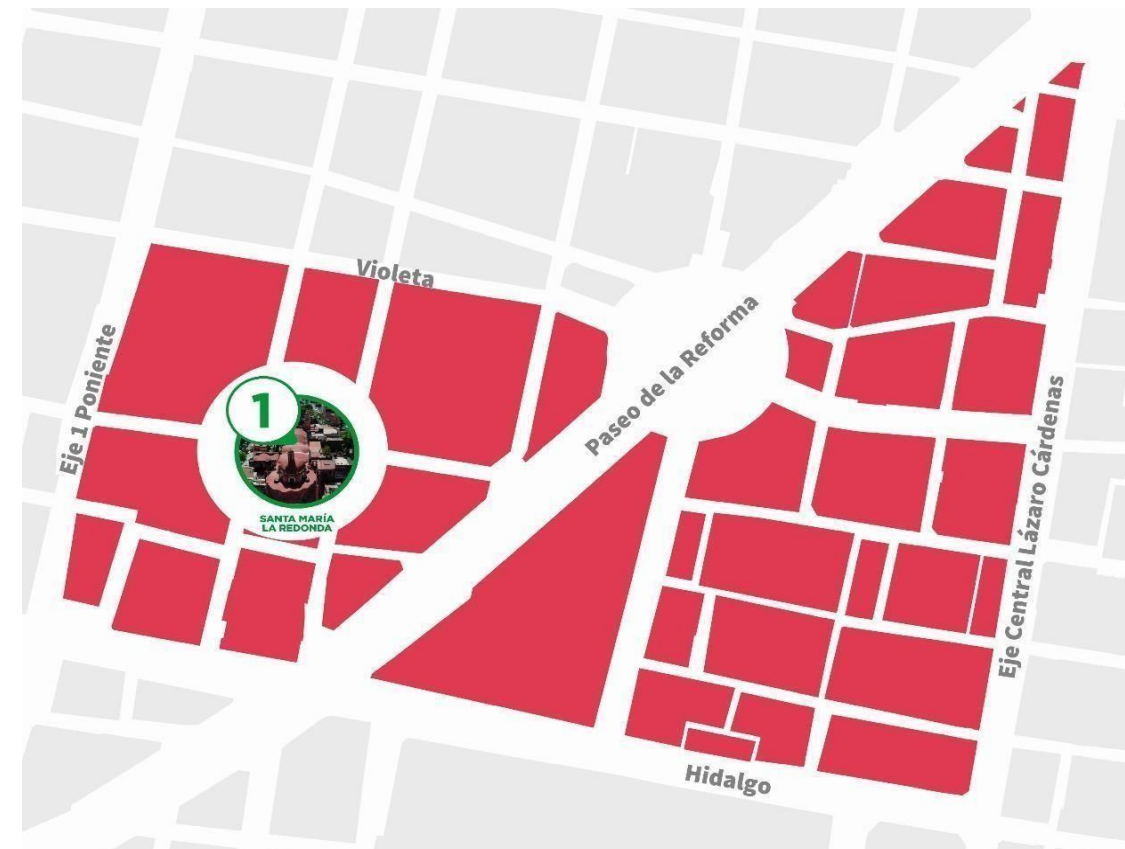 Violeta
Eje 1 Poniente
Paseo de la Reforma
1
SANTA MARÍA
LA REDONDA
Eje Central Lázaro Cárdenas
Hidalgo